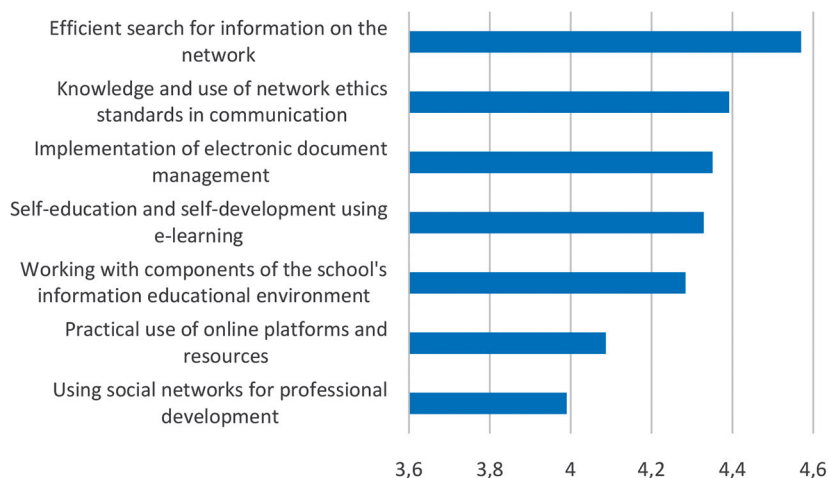 Efficient search for information on the
network
Knowledge and use of network ethics
standards in communication
Implementation of electronic document
management
Self-education and self-development using
e-learning
Working with components of the school's
information educational environment
Practical use of online platforms and
resources
Using social networks for professional
development
3,6 3,8 4 4,2 4,4 4,6